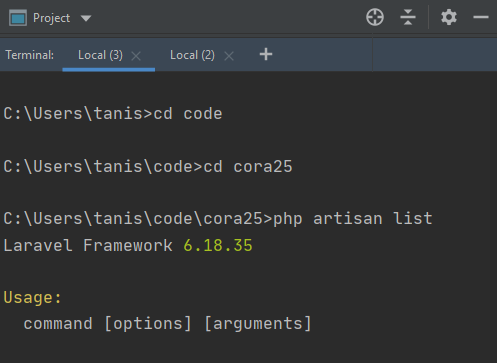 Project
Terminal: Local (3) Local (2)
C:\Users\tanis>cd code
C:\Users\tanis\code>cd cora25
C:\Users\tanis\code\cora25>php artisan list
Laravel Framework 6.18.35
Usage:
command [options] [arguments]